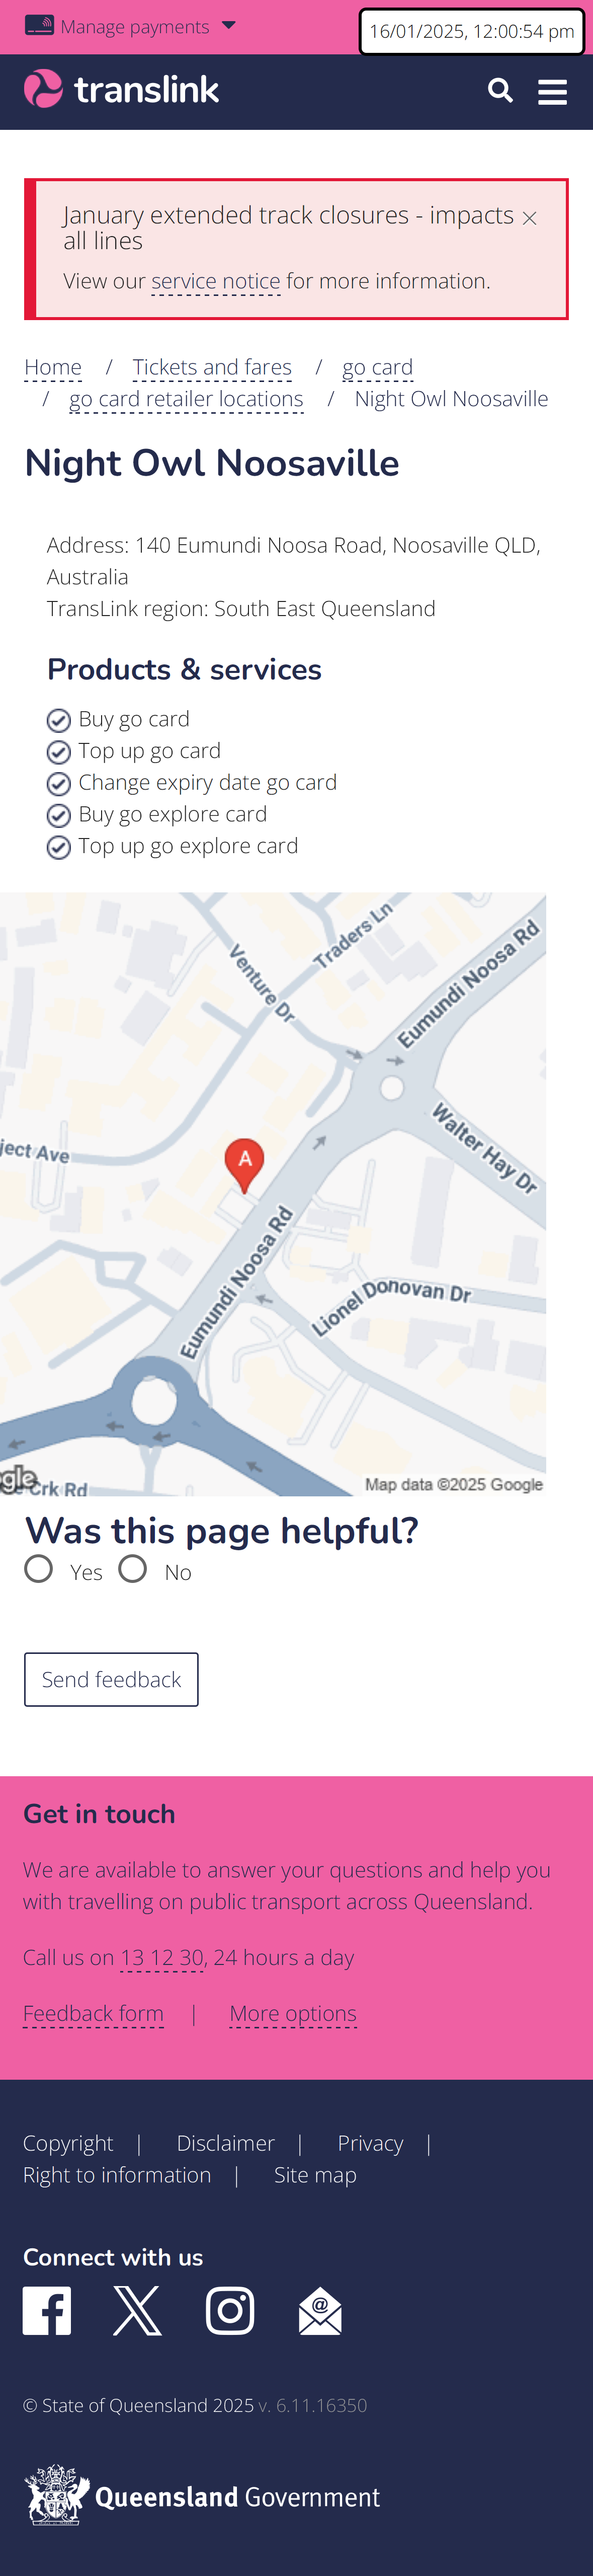 Manage payments
16/01/2025, 12:00:54 pm
translink
January extended track closures - impacts
all lines
View our service notice for more information.
Home / Tickets and fares / go card
/ go card retailer locations / Night Owl Noosaville
Night Owl Noosaville
Address: 140 Eumundi Noosa Road, Noosaville QLD,
Australia
TransLink region: South East Queensland
Products & services
Buy go card
Top up go card
Change expiry date go card
Buy go explore card
Top up go explore card
Traders Ln
Venture Dr
Eumundi Noosa Rd
Walter Hay Dr
ject Ave
A
Eumundi Noosa Rd
Lionel Donovan Dr
gle
Crk Rd
Map data ©2025 Google
Was this page helpful?
Yes No
Send feedback
Get in touch
We are available to answer your questions and help you
with travelling on public transport across Queensland.
Call us on 13 12 30, 24 hours a day
Feedback form | More options
Copyright | Disclaimer | Privacy |
Right to information | Site map
Connect with us
© State of Queensland 2025 v. 6.11.16350
Queensland Government